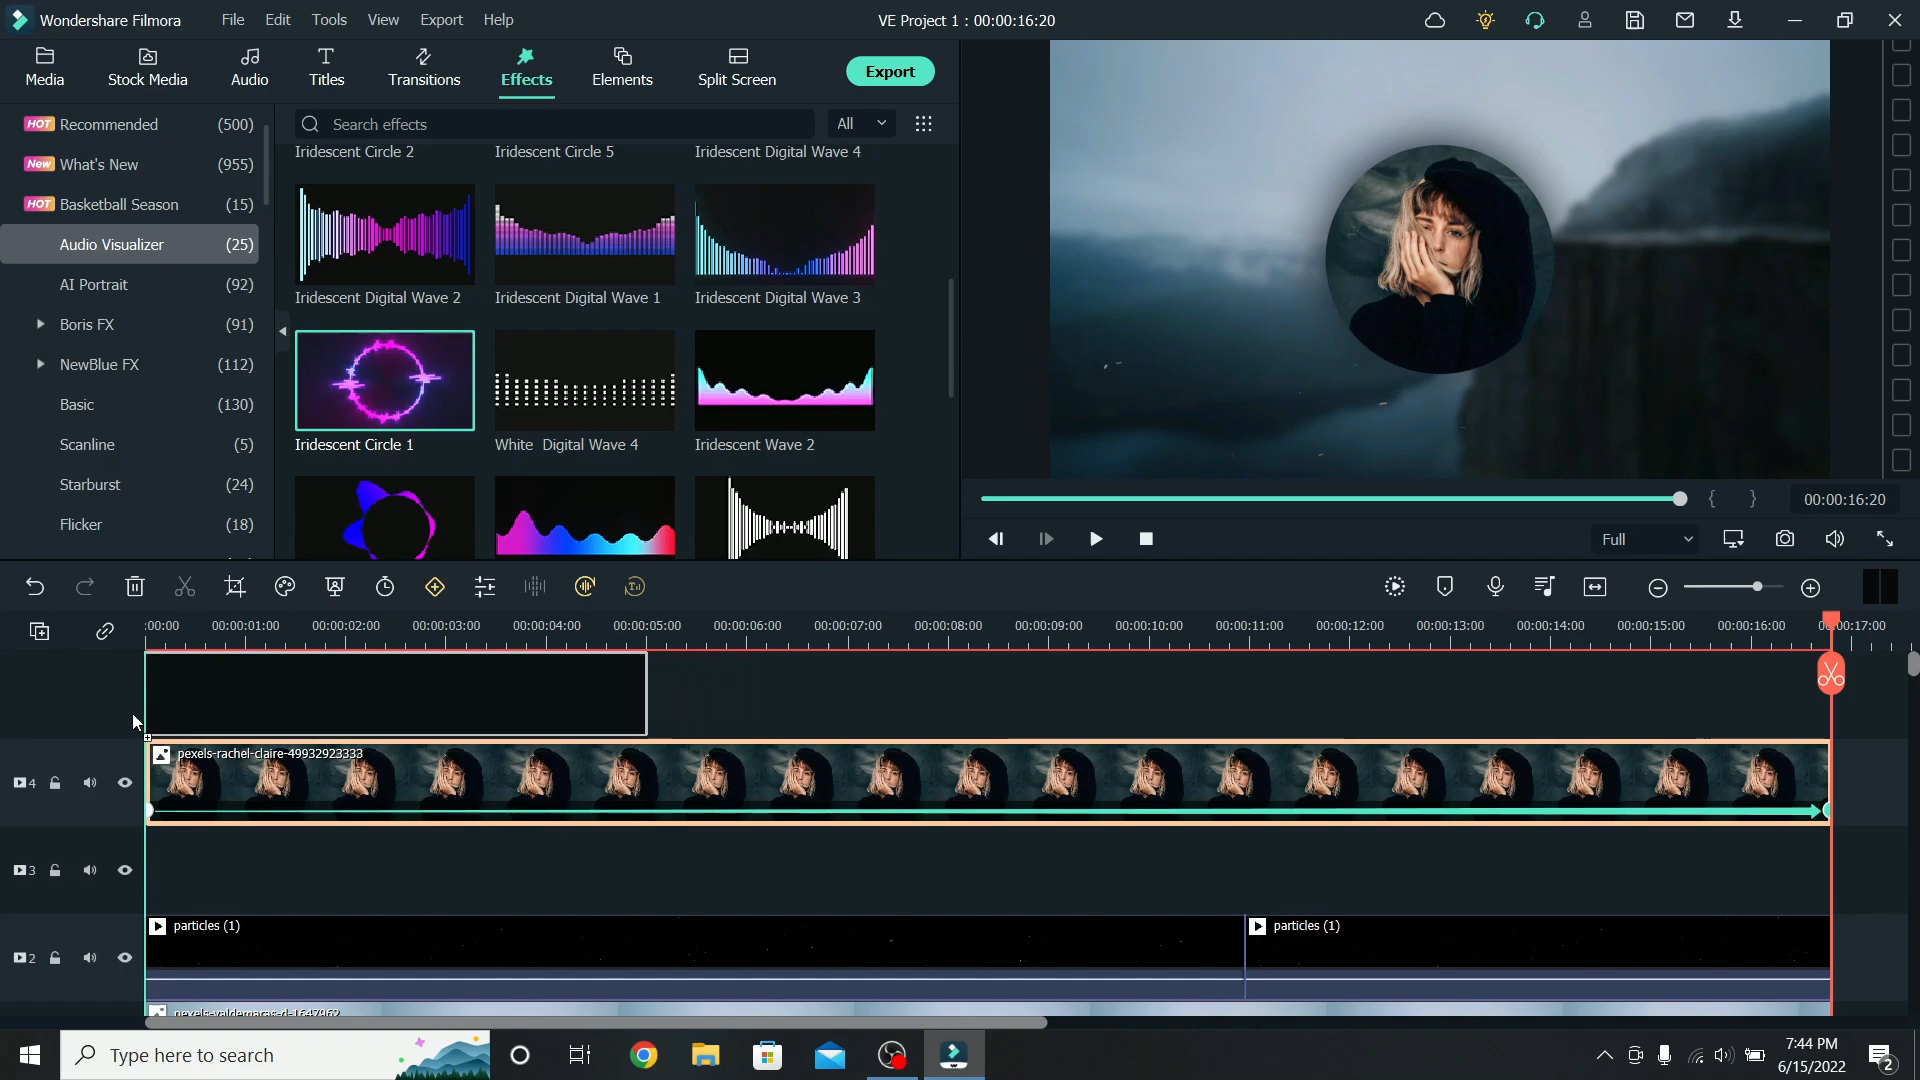 Wondershare Filmora File Edit Tools View Export Help VE Project 1 : 00:00:16:20
Media Stock Media Audio Titles Transitions Effects Elements Split Screen Export
HOT Recommended (500)
New What's New (955)
HOT Basketball Season (15)
Audio Visualizer (25)
AI Portrait (92)
Boris FX (91)
NewBlue FX (112)
Basic (130)
Scanline (5)
Starburst (24)
Flicker (18)
Search effects All
Iridescent Circle 2 Iridescent Circle 5 Iridescent Digital Wave 4
Iridescent Digital Wave 2 Iridescent Digital Wave 1 Iridescent Digital Wave 3
Iridescent Circle 1 White Digital Wave 4 Iridescent Wave 2
00:00:16:20
Full
:00:00 00:00:01:00 00:00:02:00 00:00:03:00 00:00:04:00 00:00:05:00 00:00:06:00 00:00:07:00 00:00:08:00 00:00:09:00 00:00:10:00 00:00:11:00 00:00:12:00 00:00:13:00 00:00:14:00 00:00:15:00 00:00:16:00 00:00:17:00
pexels-rachel-claire-49932923333
4
3
particles (1) particles (1)
2
pexels-valdemaras-d-1647962
Type here to search
7:44 PM
6/15/2022
2